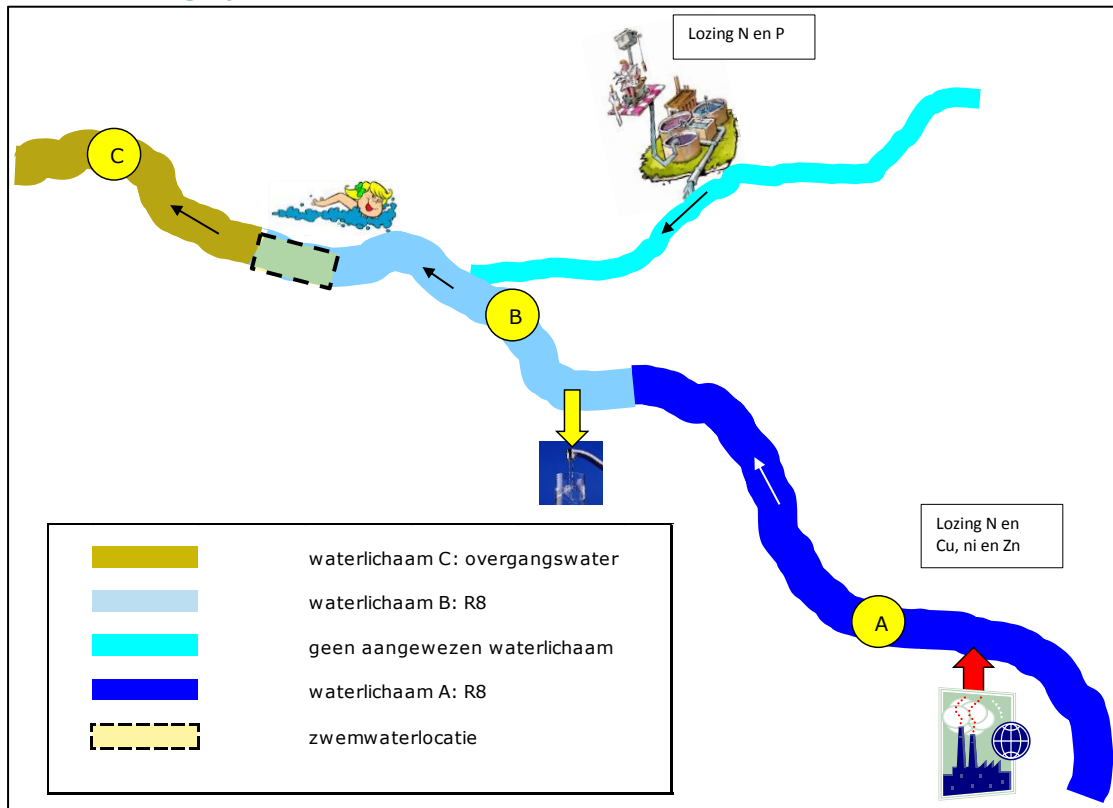 Lozing N en P
C
B
Lozing N en
Cu, ni en Zn
A
waterlichaam C: overgangswater
waterlichaam B: R8
geen aangewezen waterlichaam
waterlichaam A: R8
zwemwaterlocatie